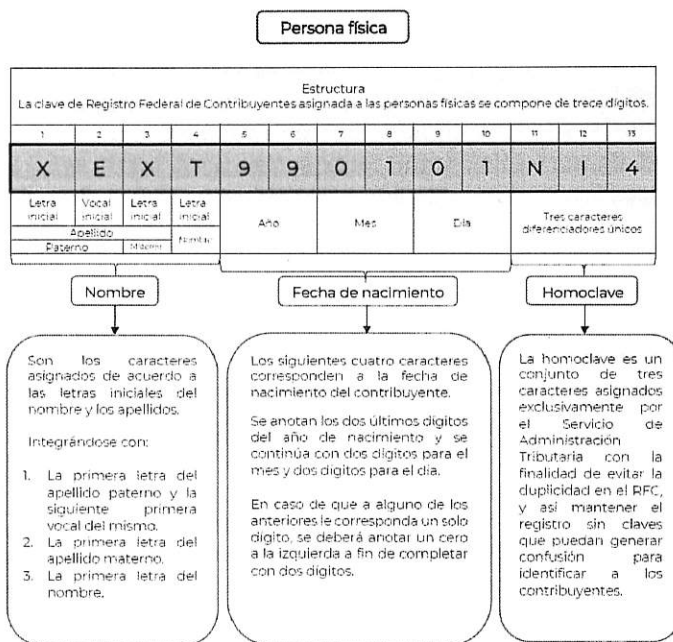 Persona física
Estructura
La clave de Registro Federal de Contribuyentes asignada a las personas físicas se compone de trece dígitos.
1 2 3 4 5 6 7 8 9 10 11 12 13
X E X T 9 9 0 1 0 1 N I 4
Letra inicial
Vocal inicial
Letra inicial
Letra inicial
Apellido
Paterno
Materno
Nombre
Año
Mes
Día
Tres caracteres
diferenciadores únicos
Nombre
Son los caracteres
asignados de acuerdo a
las letras iniciales del
nombre y los apellidos.
Integrándose con:
1. La primera letra del
apellido paterno y la
siguiente primera
vocal del mismo.
2. La primera letra del
apellido materno.
3. La primera letra del
nombre.
Fecha de nacimiento
Los siguientes cuatro caracteres
corresponden a la fecha de
nacimiento del contribuyente.
Se anotan los dos últimos dígitos
del año de nacimiento y se
continúa con dos dígitos para el
mes y dos dígitos para el día.
En caso de que a alguno de los
anteriores le corresponda un solo
dígito, se deberá anotar un cero
a la izquierda a fin de completar
con dos dígitos.
Homoclave
La homoclave es un
conjunto de tres
caracteres asignados
exclusivamente por
el Servicio de
Administración
Tributaria con la
finalidad de evitar la
duplicidad en el RFC,
y así mantener el
registro sin claves
que puedan generar
confusión para
identificar a los
contribuyentes.